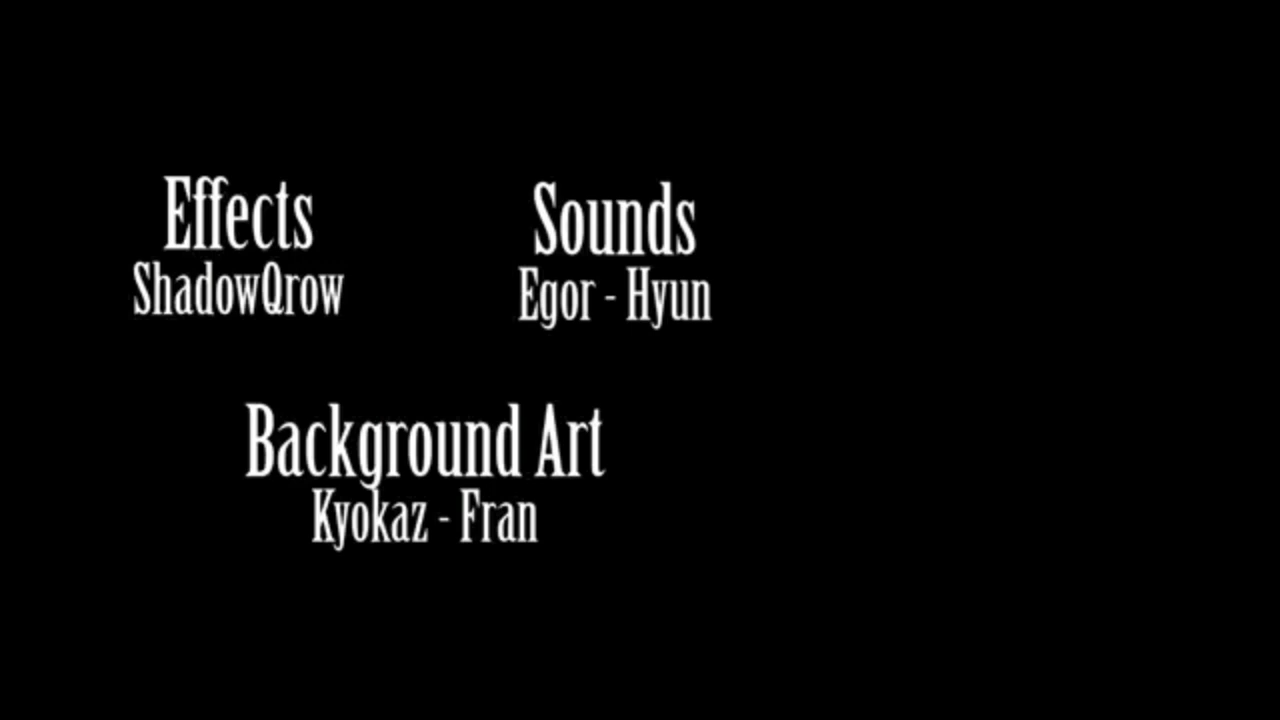 Effects
ShadowQrow
Sounds
Egor - Hyun
Background Art
Kyokaz - Fran